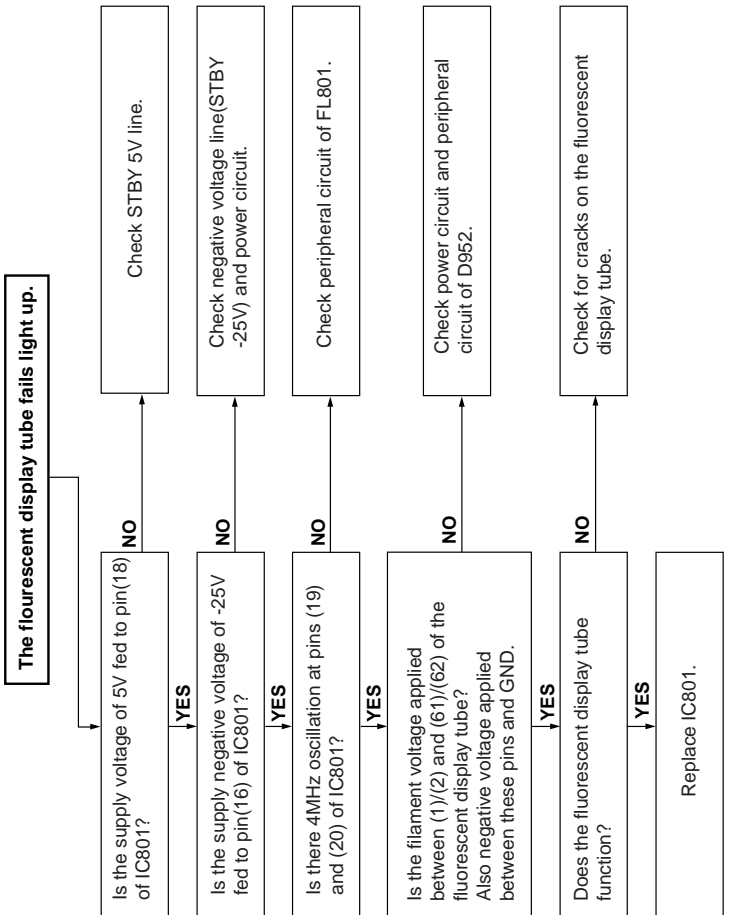 The flourescent display tube fails light up.
Is the supply voltage of 5V fed to pin(18)
of IC801?
NO
Check STBY 5V line.
YES
Is the supply negative voltage of -25V
fed to pin(16) of IC801?
NO
Check negative voltage line(STBY
-25V) and power circuit.
YES
Is there 4MHz oscillation at pins (19)
and (20) of IC801?
NO
Check peripheral circuit of FL801.
YES
Is the filament voltage applied
between (1)/(2) and (61)/(62) of the
fluorescent display tube?
Also negative voltage applied
between these pins and GND.
NO
Check power circuit and peripheral
circuit of D952.
YES
Does the fluorescent display tube
function?
NO
Check for cracks on the fluorescent
display tube.
YES
Replace IC801.